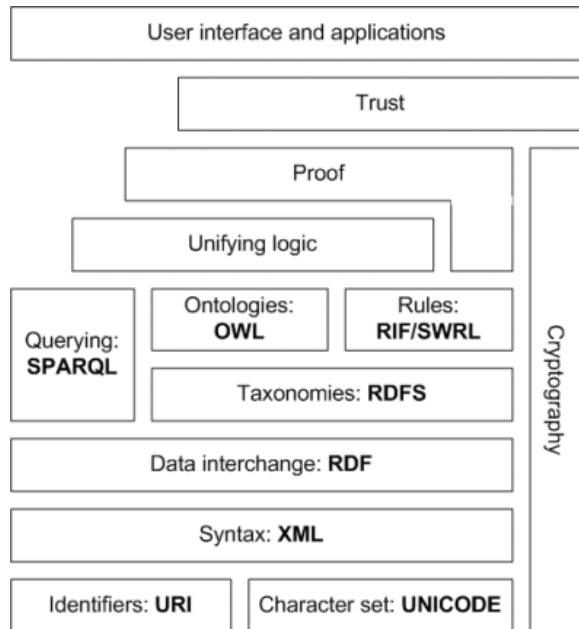 User interface and applications
Trust
Proof
Unifying logic
Ontologies:
OWL
Rules:
RIF/SWRL
Querying:
SPARQL
Taxonomies: RDFS
Cryptography
Data interchange: RDF
Syntax: XML
Identifiers: URI
Character set: UNICODE